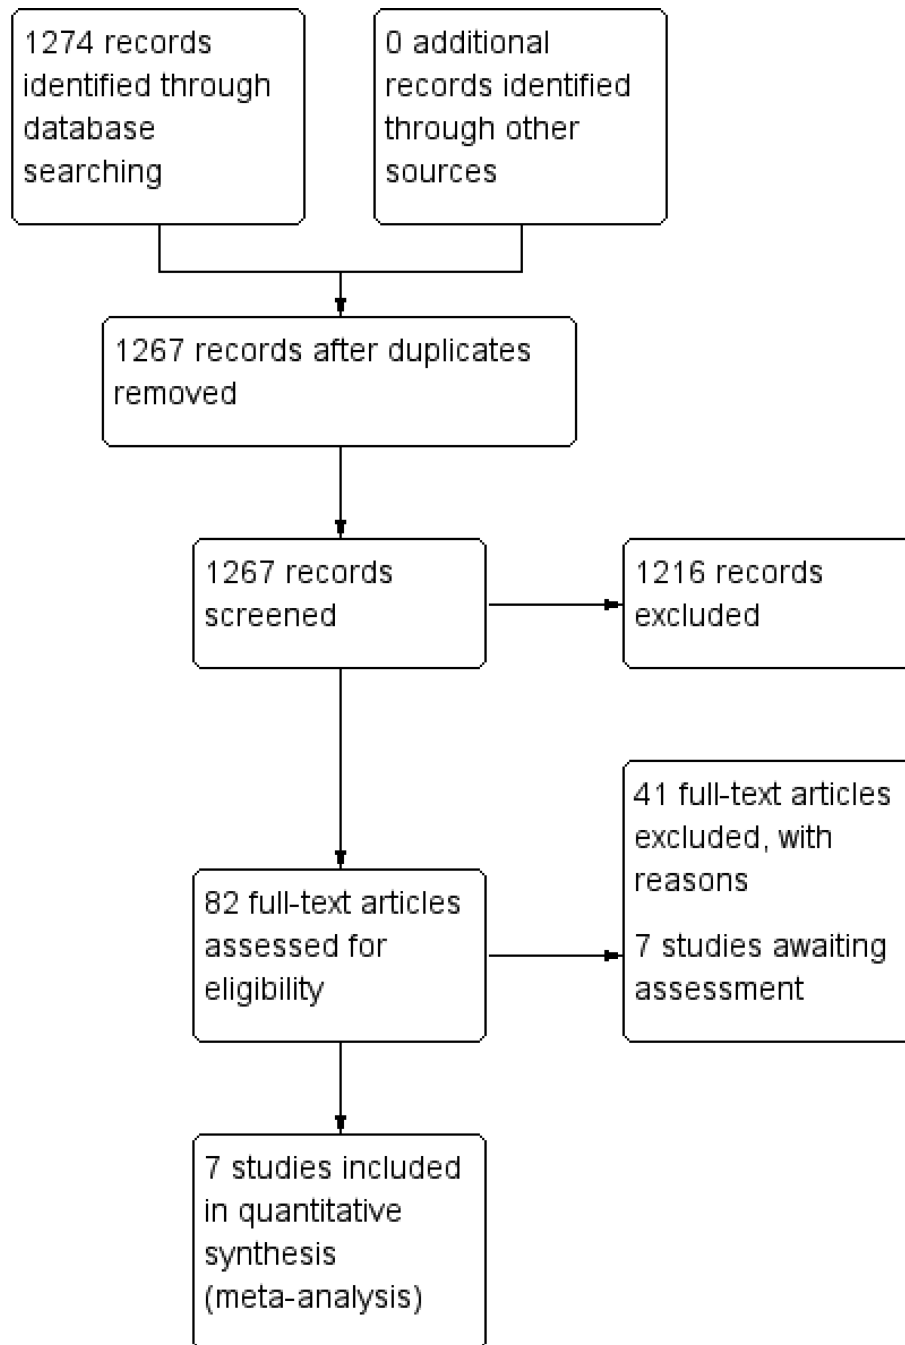 1274 records
identified through
database
searching
0 additional
records identified
through other
sources
1267 records after duplicates
removed
1267 records
screened
1216 records
excluded
82 full-text articles
assessed for
eligibility
41 full-text articles
excluded, with
reasons
7 studies awaiting
assessment
7 studies included
in quantitative
synthesis
(meta-analysis)